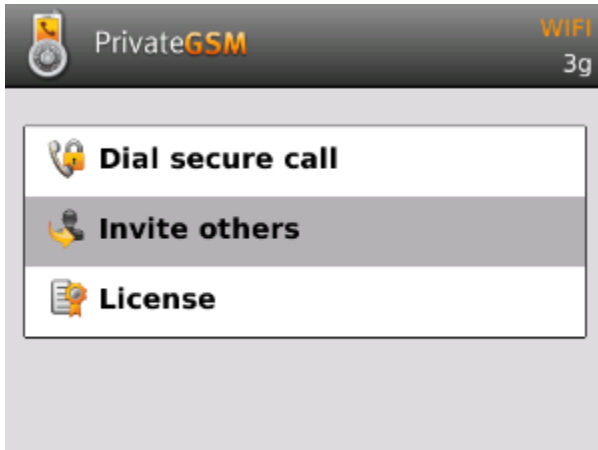 PrivateGSM
WIFI
3g
Dial secure call
Invite others
License